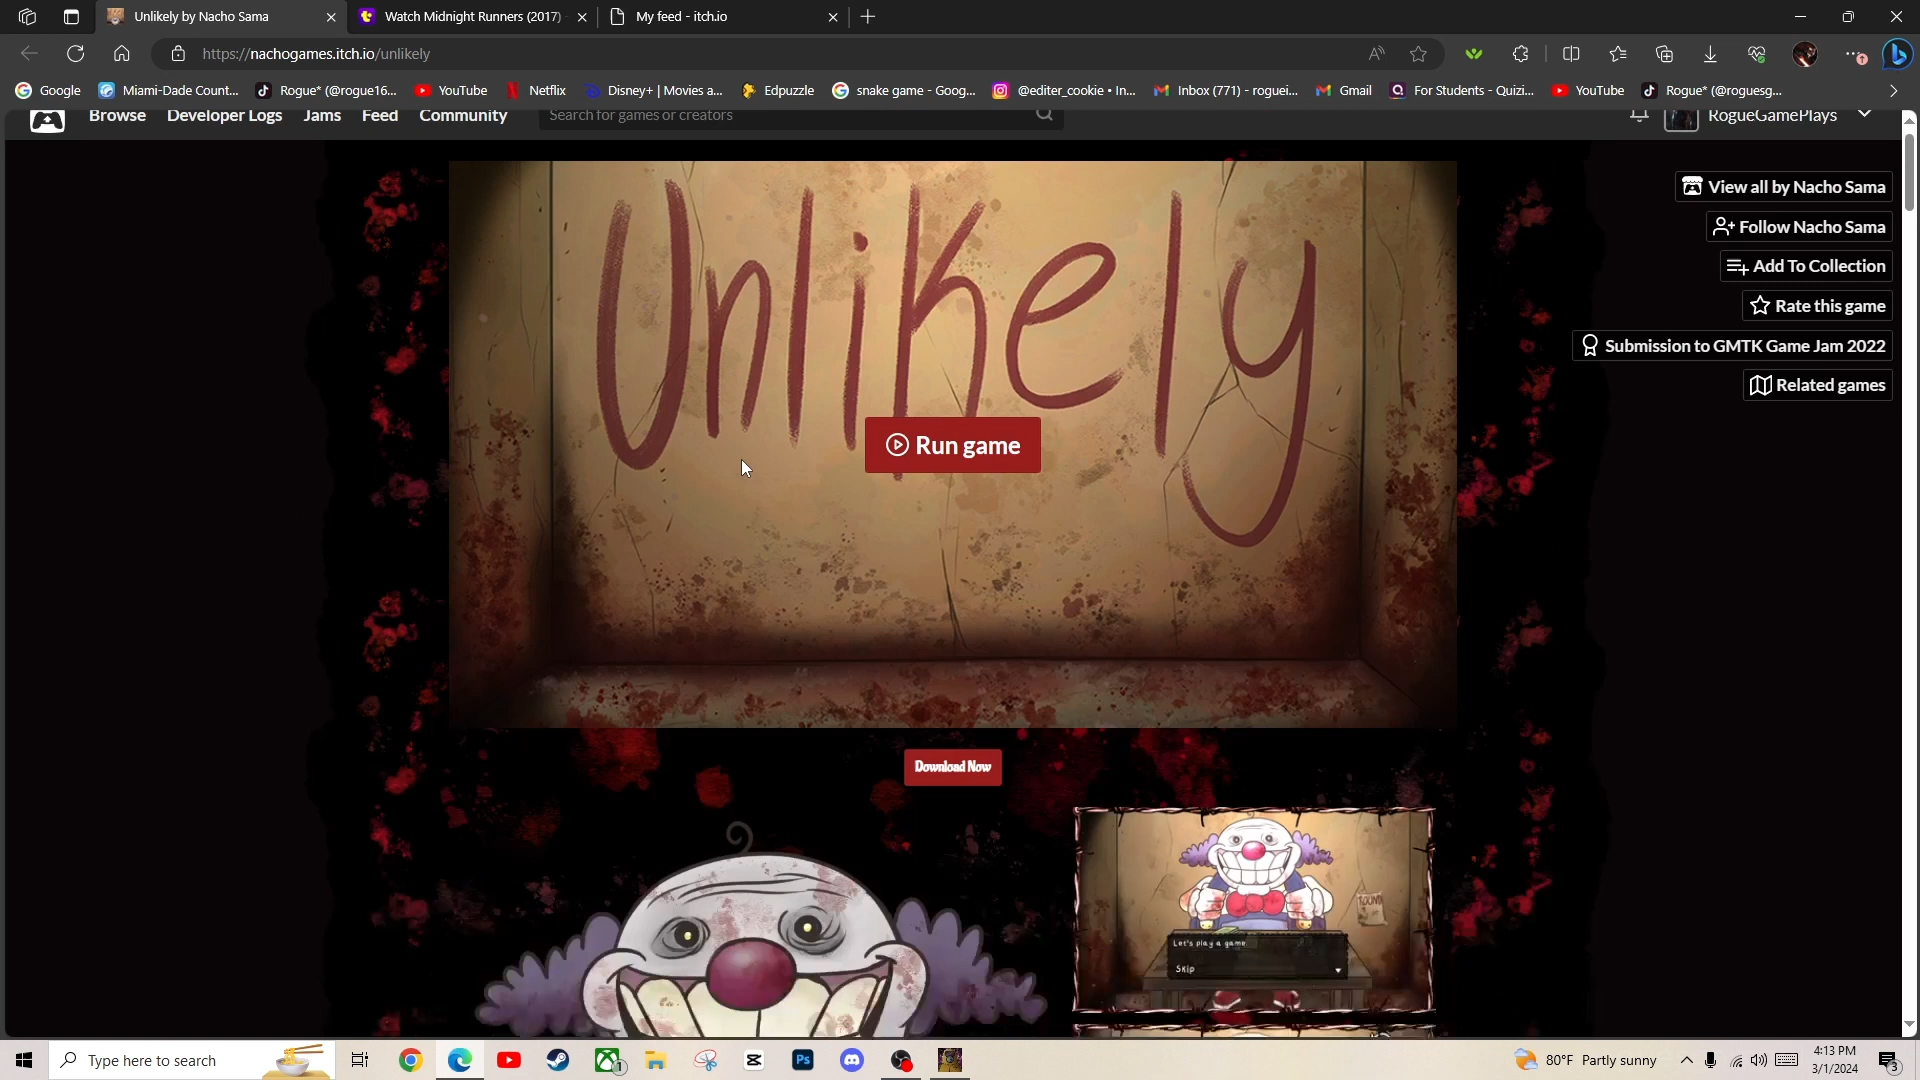 Unlikely by Nacho Sama
Watch Midnight Runners (2017)
My feed - itch.io
https://nachogames.itch.io/unlikely
Google
Miami-Dade Count...
Rogue* (@rogue16...
YouTube
Netflix
Disney+ | Movies a...
Edpuzzle
snake game - Goog...
@editer_cookie • In...
Inbox (771) - roguei...
Gmail
For Students - Quizi...
YouTube
Rogue* (@roguesg...
Browse
Developer Logs
Jams
Feed
Community
Search for games or creators
RogueGamePlays
View all by Nacho Sama
Follow Nacho Sama
Add To Collection
Rate this game
Submission to GMTK Game Jam 2022
Related games
Unlikely
Run game
Download Now
Let's play a game
Skip
Type here to search
1
Ps
80°F Partly sunny
4:13 PM
3/1/2024
3